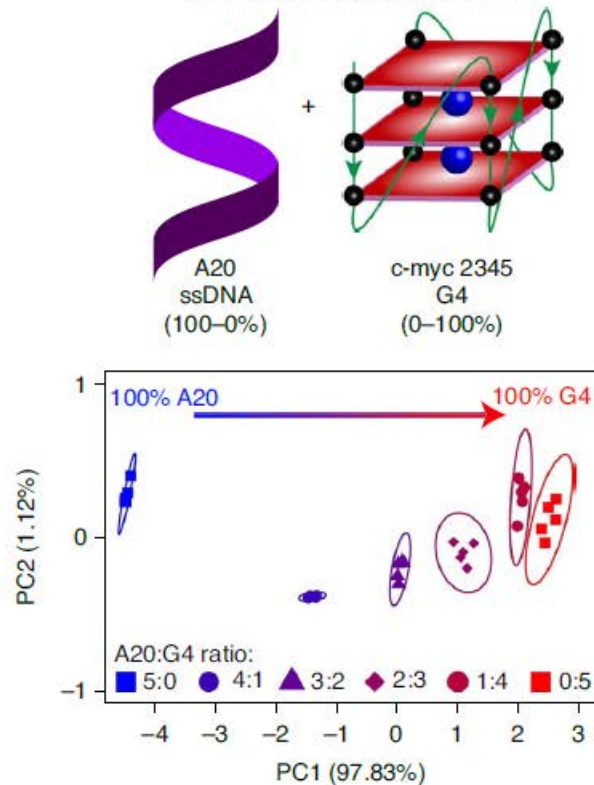 +
A20
ssDNA
(100–0%)
c-myc 2345
G4
(0–100%)
1
100% A20
100% G4
PC2 (1.12%)
0
A20:G4 ratio:
5:0 4:1 3:2 2:3 1:4 0:5
–1
–4 –3 –2 –1 0 1 2 3
PC1 (97.83%)